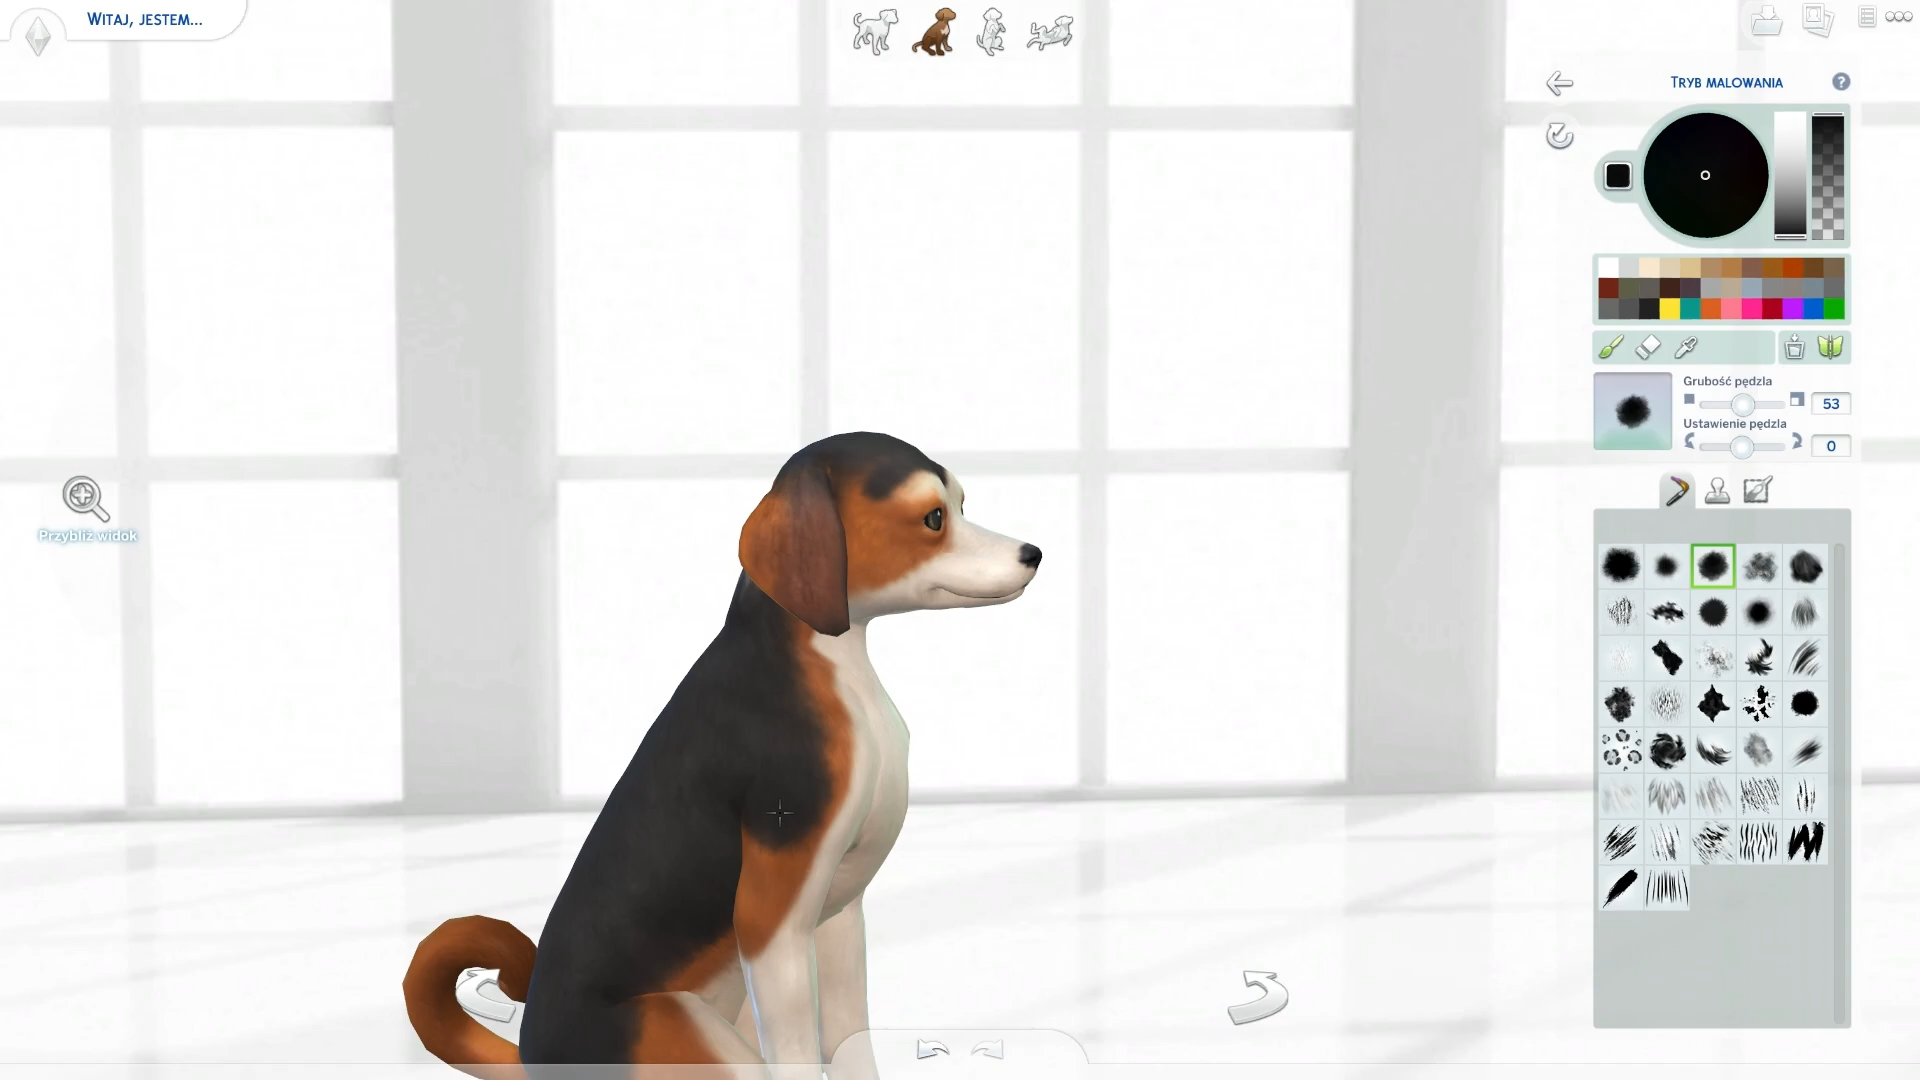 Witaj, jestem...
Tryb malowania
?
Grubość pędzla
53
Ustawienie pędzla
0
Przybliż widok